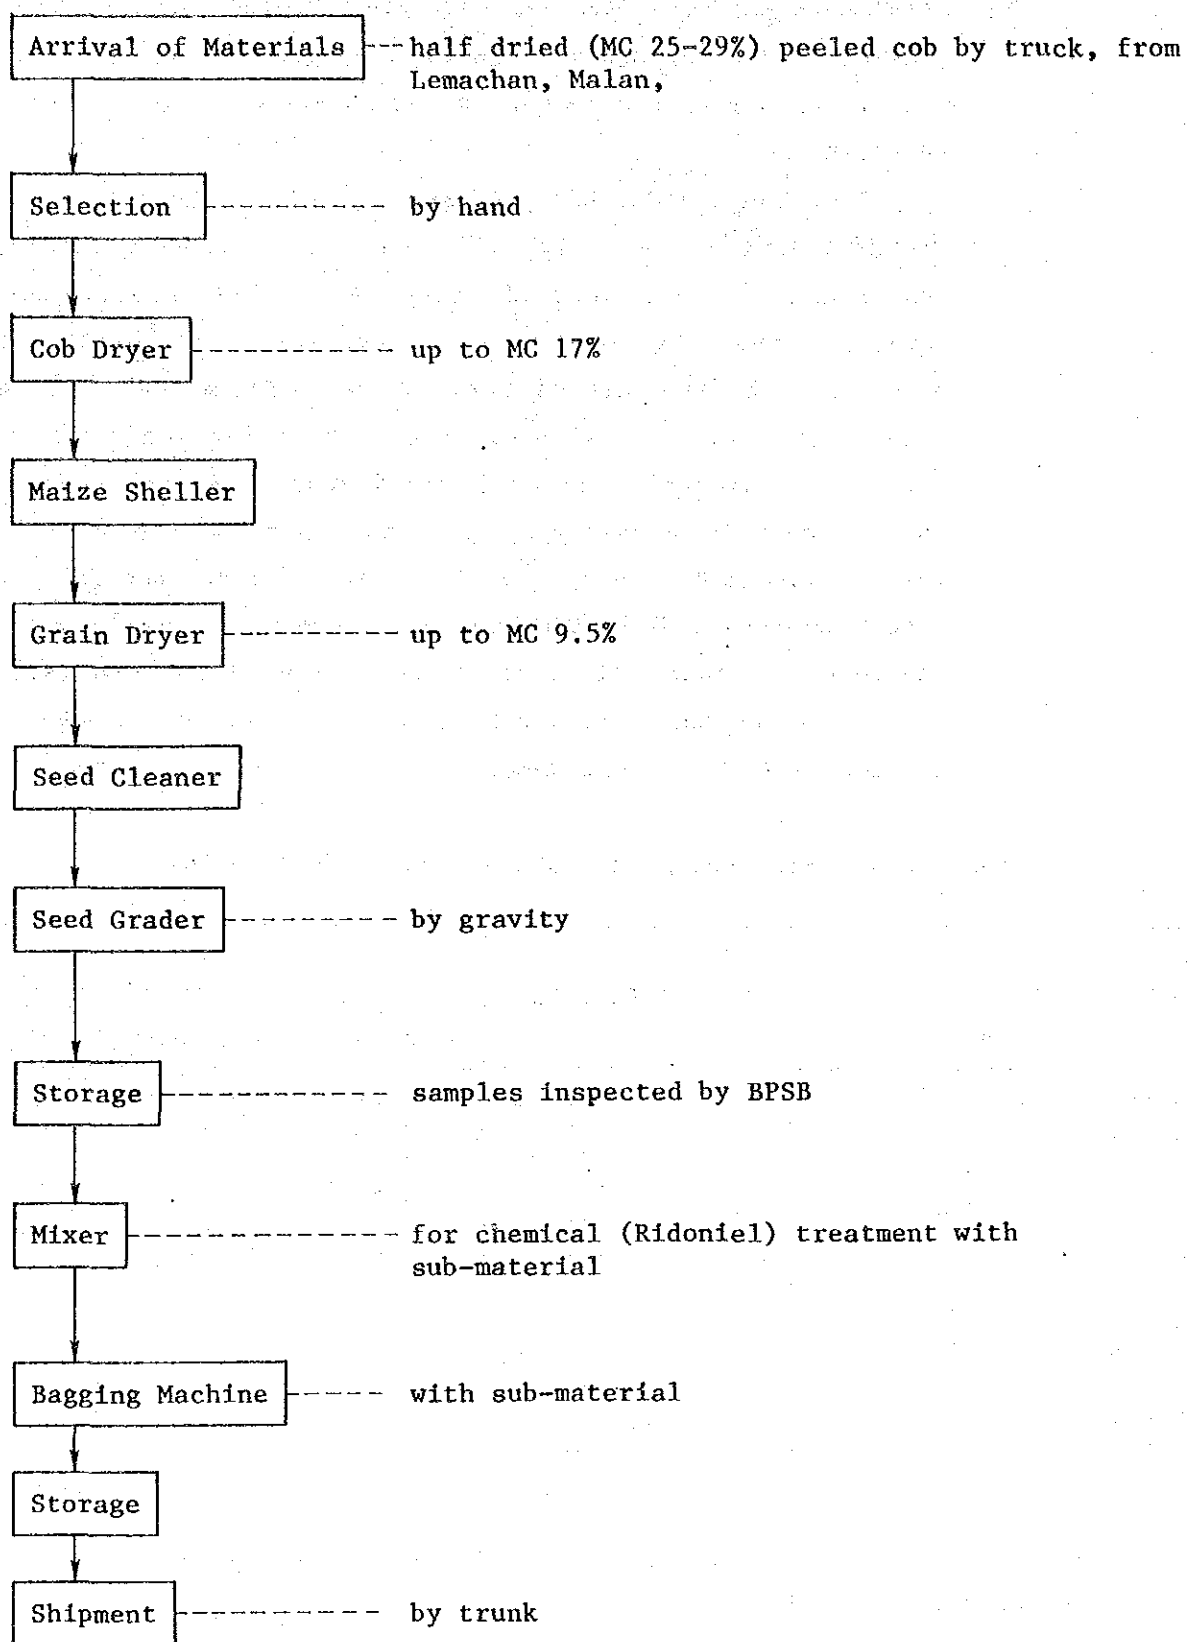 Arrival of Materials --- half dried (MC 25-29%) peeled cob by truck, from
Lemachan, Malan,
Selection ---------- by hand
Cob Dryer ----------- up to MC 17%
Maize Sheller
Grain Dryer --------- up to MC 9.5%
Seed Cleaner
Seed Grader --------- by gravity
Storage ----------- samples inspected by BPSB
Mixer -------------- for chemical (Ridoniel) treatment with
sub-material
Bagging Machine ----- with sub-material
Storage
Shipment ---------- by trunk